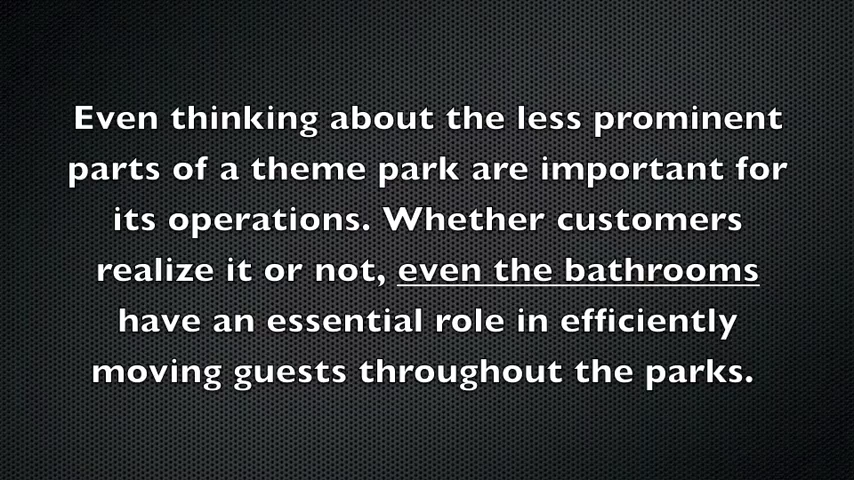 Even thinking about the less prominent
parts of a theme park are important for
its operations. Whether customers
realize it or not, even the bathrooms
have an essential role in efficiently
moving guests throughout the parks.